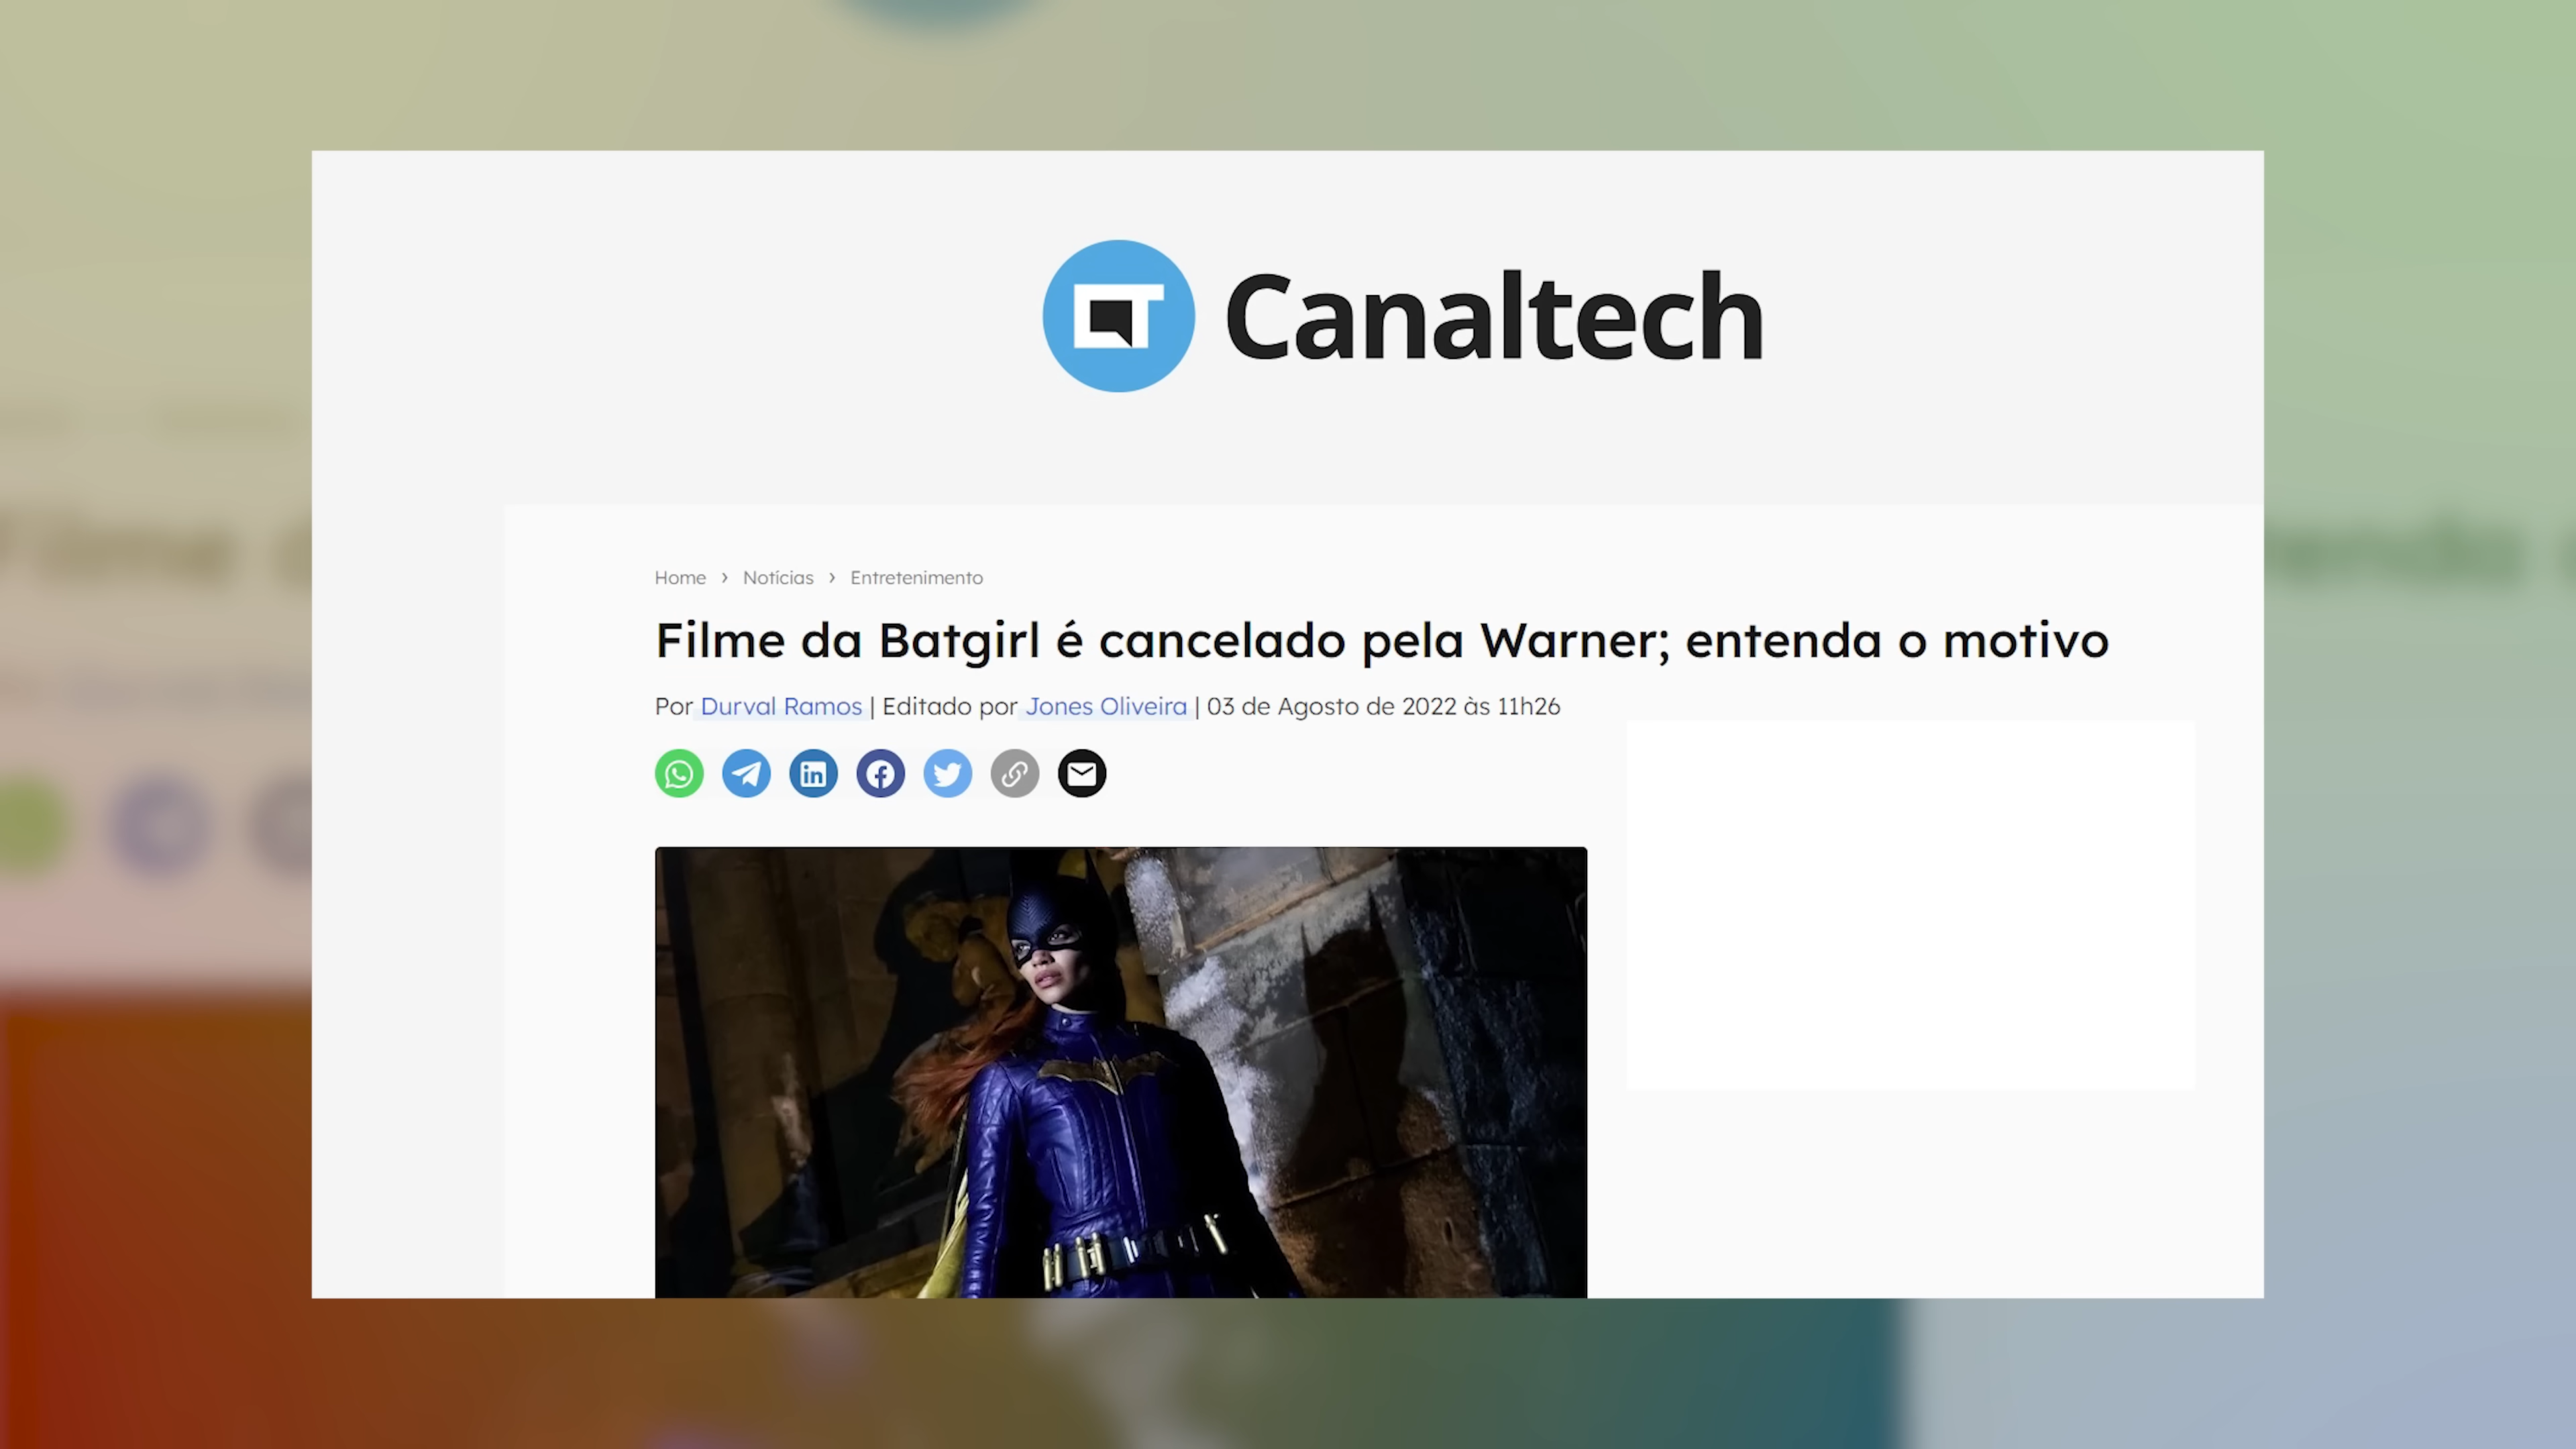 Canaltech
Home > Notícias > Entretenimento
Filme da Batgirl é cancelado pela Warner; entenda o motivo
Por Durval Ramos | Editado por Jones Oliveira | 03 de Agosto de 2022 às 11h26